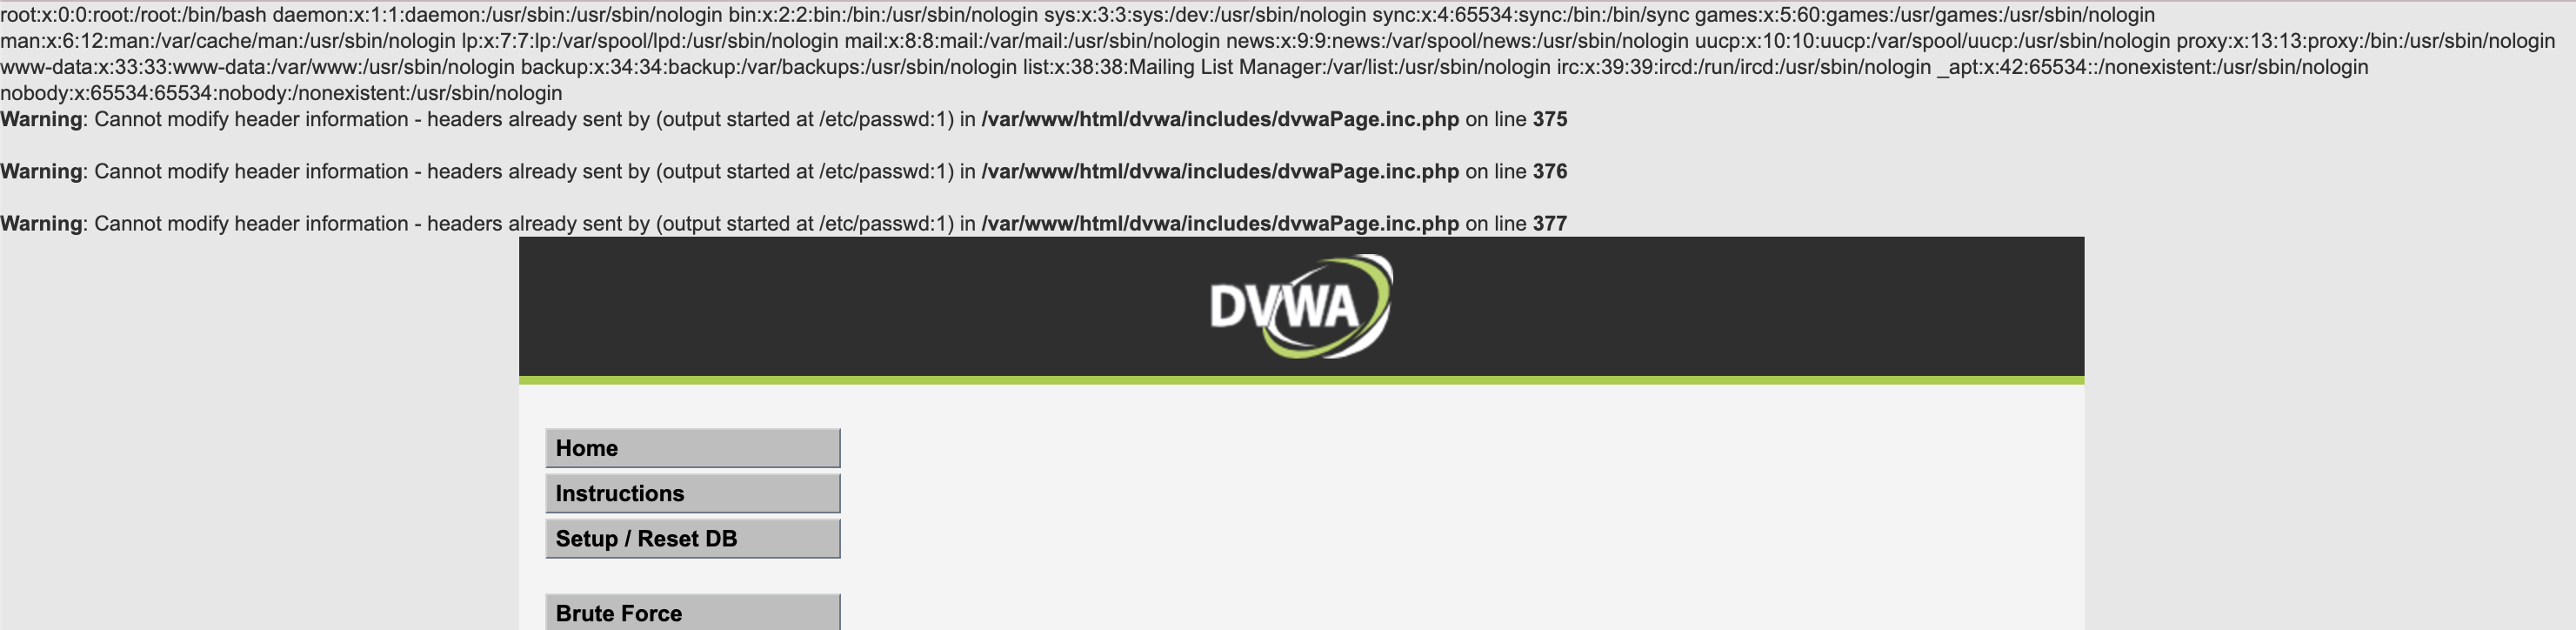 root:x:0:0:root:/root:/bin/bash daemon:x:1:1:daemon:/usr/sbin:/usr/sbin/nologin bin:x:2:2:bin:/bin:/usr/sbin/nologin sys:x:3:3:sys:/dev:/usr/sbin/nologin sync:x:4:65534:sync:/bin:/bin/sync games:x:5:60:games:/usr/games:/usr/sbin/nologin
man:x:6:12:man:/var/cache/man:/usr/sbin/nologin lp:x:7:7:lp:/var/spool/lpd:/usr/sbin/nologin mail:x:8:8:mail:/var/mail:/usr/sbin/nologin news:x:9:9:news:/var/spool/news:/usr/sbin/nologin uucp:x:10:10:uucp:/var/spool/uucp:/usr/sbin/nologin proxy:x:13:13:proxy:/bin:/usr/sbin/nologin
www-data:x:33:33:www-data:/var/www:/usr/sbin/nologin backup:x:34:34:backup:/var/backups:/usr/sbin/nologin list:x:38:38:Mailing List Manager:/var/list:/usr/sbin/nologin irc:x:39:39:ircd:/run/ircd:/usr/sbin/nologin _apt:x:42:65534::/nonexistent:/usr/sbin/nologin
nobody:x:65534:65534:nobody:/nonexistent:/usr/sbin/nologin
Warning: Cannot modify header information - headers already sent by (output started at /etc/passwd:1) in /var/www/html/dvwa/includes/dvwaPage.inc.php on line 375
Warning: Cannot modify header information - headers already sent by (output started at /etc/passwd:1) in /var/www/html/dvwa/includes/dvwaPage.inc.php on line 376
Warning: Cannot modify header information - headers already sent by (output started at /etc/passwd:1) in /var/www/html/dvwa/includes/dvwaPage.inc.php on line 377
DVWA
Home
Instructions
Setup / Reset DB
Brute Force